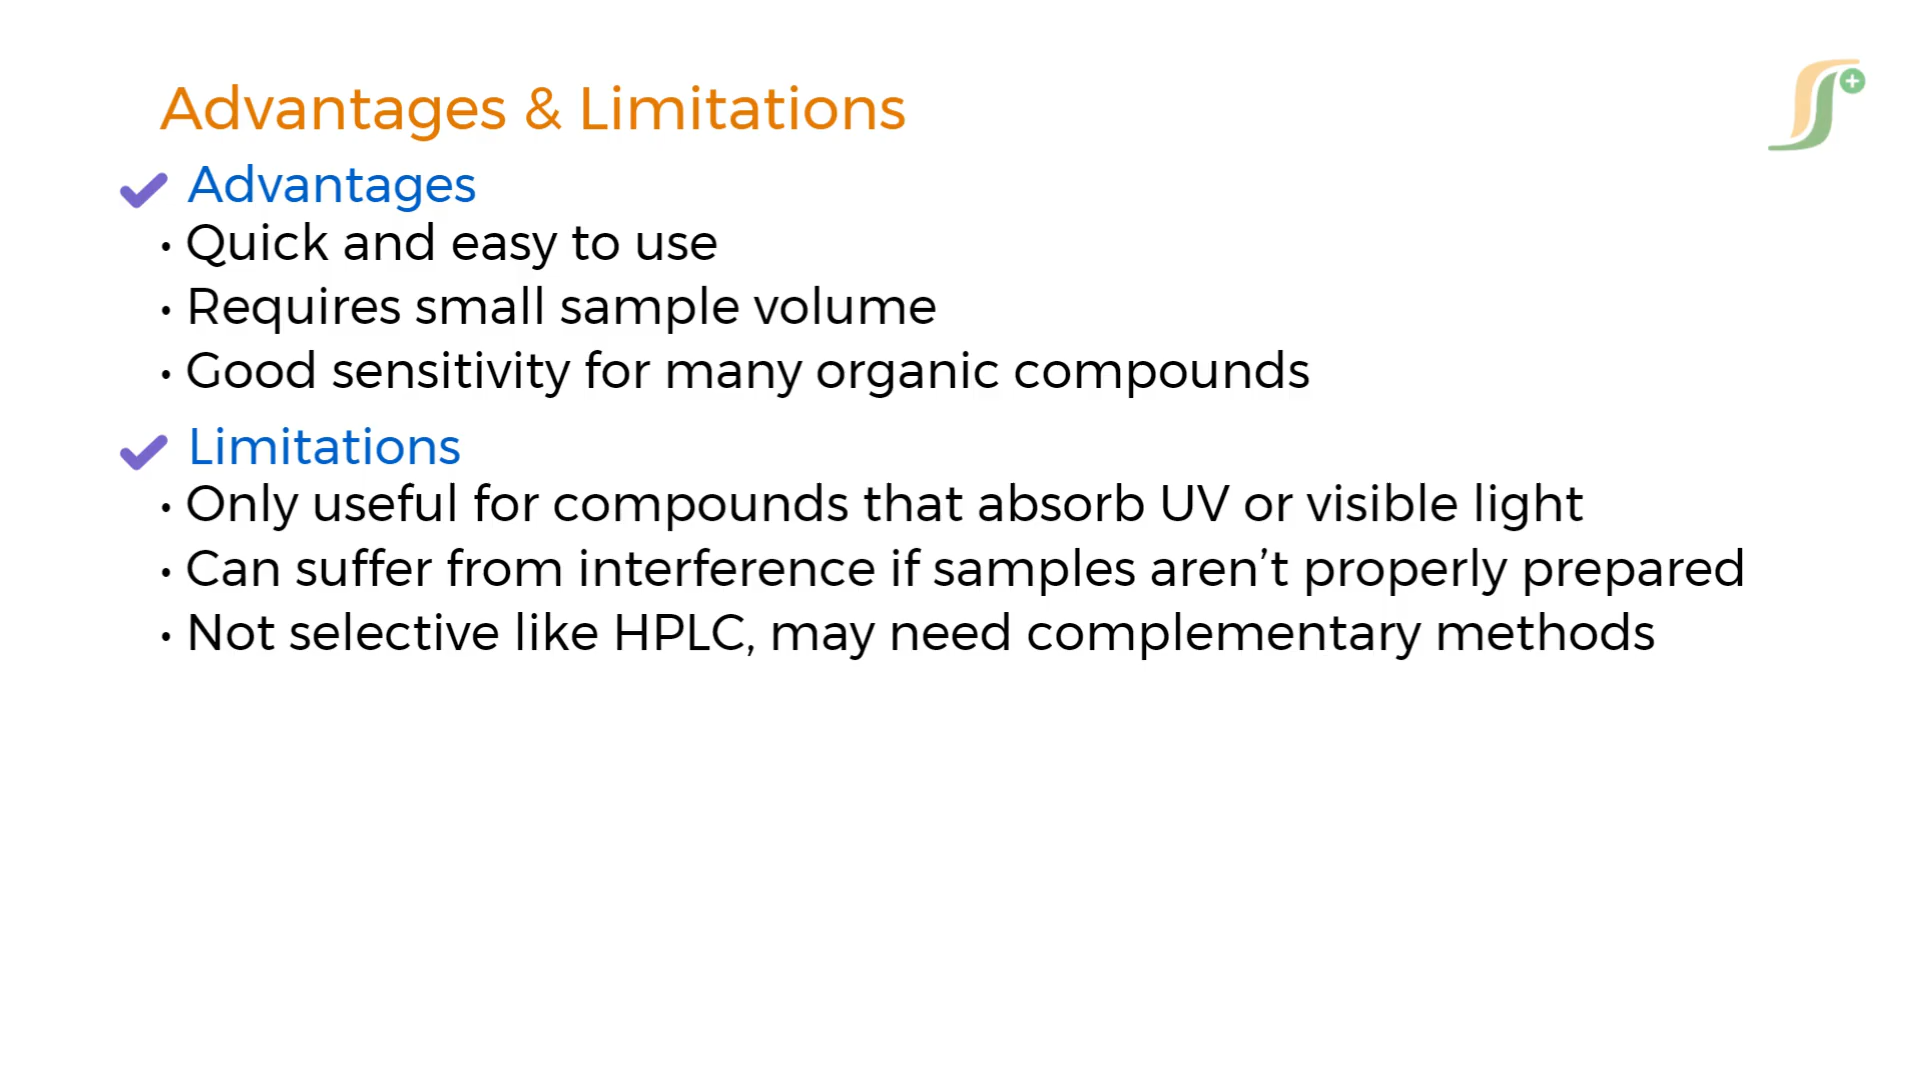 Advantages & Limitations
Advantages
• Quick and easy to use
• Requires small sample volume
• Good sensitivity for many organic compounds
Limitations
• Only useful for compounds that absorb UV or visible light
• Can suffer from interference if samples aren’t properly prepared
• Not selective like HPLC, may need complementary methods